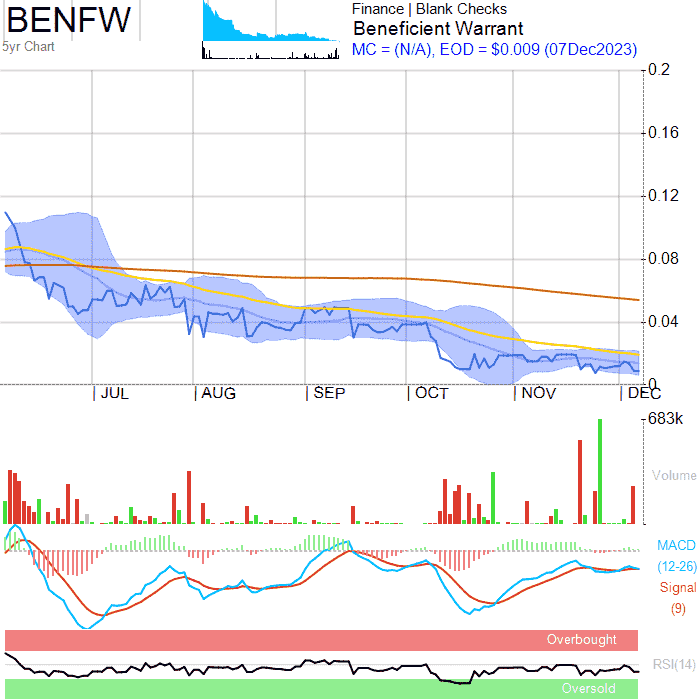 BENFW
5yr Chart
Finance | Blank Checks
Beneficient Warrant
MC = (N/A), EOD = $0.009 (07Dec2023)
0.2
0.16
0.12
0.08
0.04
0
JUL AUG SEP OCT NOV DEC
683k
Volume
MACD
(12-26)
Signal
(9)
Overbought
RSI(14)
Oversold